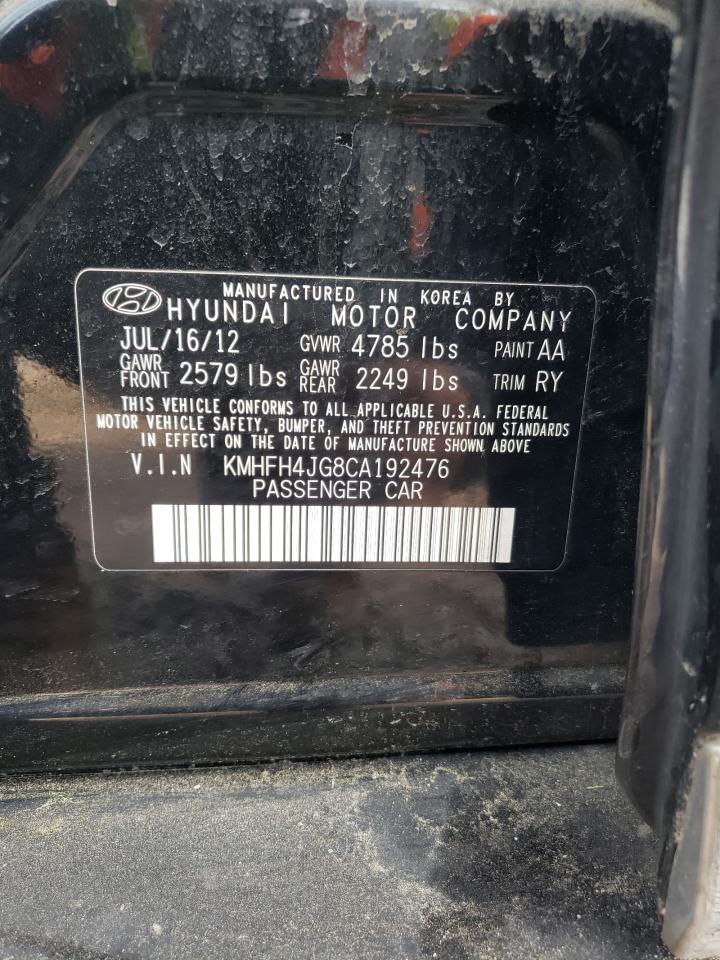 MANUFACTURED IN KOREA BY
HYUNDAI MOTOR COMPANY
JUL/16/12 GVWR 4785 lbs PAINT AA
GAWR FRONT 2579 lbs GAWR REAR 2249 lbs TRIM RY
THIS VEHICLE CONFORMS TO ALL APPLICABLE U.S.A. FEDERAL
MOTOR VEHICLE SAFETY, BUMPER, AND THEFT PREVENTION STANDARDS
IN EFFECT ON THE DATE OF MANUFACTURE SHOWN ABOVE
V.I.N KMHFH4JG8CA192476
PASSENGER CAR